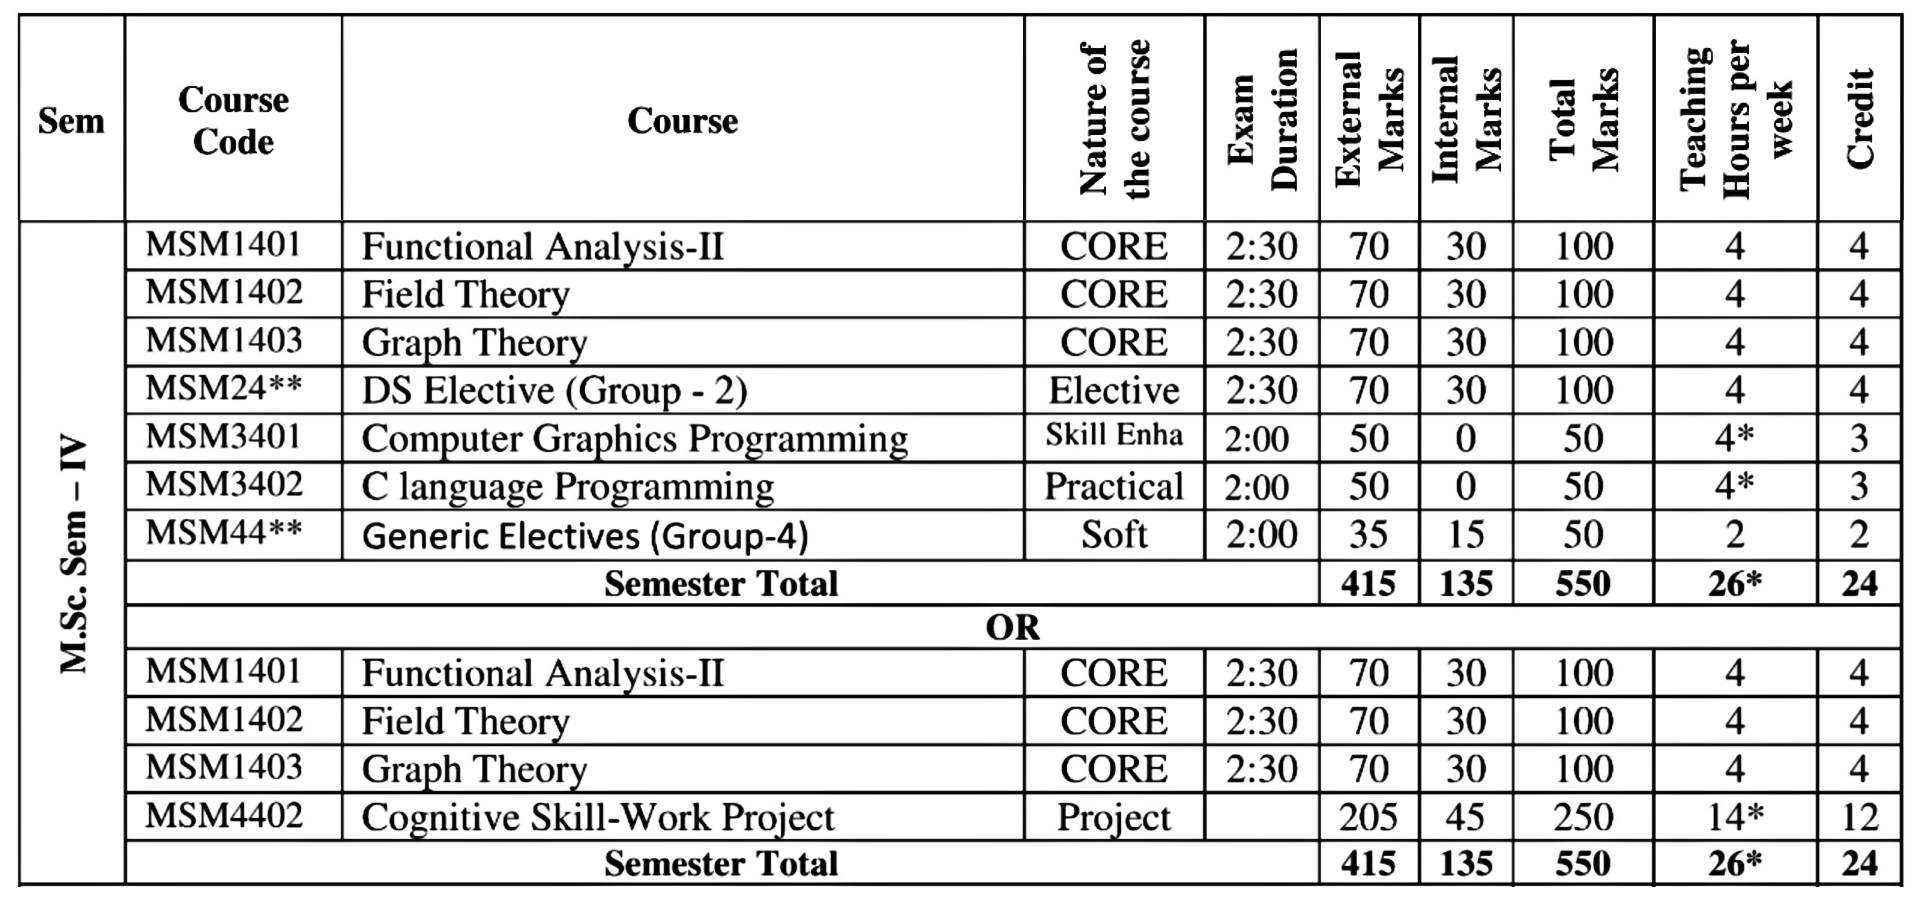 Sem Course Code Course Nature of the course Exam Duration External Marks Internal Marks Total Marks Teaching Hours per week Credit
M.Sc. Sem – IV
MSM1401 Functional Analysis-II CORE 2:30 70 30 100 4 4
MSM1402 Field Theory CORE 2:30 70 30 100 4 4
MSM1403 Graph Theory CORE 2:30 70 30 100 4 4
MSM24** DS Elective (Group - 2) Elective 2:30 70 30 100 4 4
MSM3401 Computer Graphics Programming Skill Enha 2:00 50 0 50 4* 3
MSM3402 C language Programming Practical 2:00 50 0 50 4* 3
MSM44** Generic Electives (Group-4) Soft 2:00 35 15 50 2 2
Semester Total 415 135 550 26* 24
OR
MSM1401 Functional Analysis-II CORE 2:30 70 30 100 4 4
MSM1402 Field Theory CORE 2:30 70 30 100 4 4
MSM1403 Graph Theory CORE 2:30 70 30 100 4 4
MSM4402 Cognitive Skill-Work Project Project 205 45 250 14* 12
Semester Total 415 135 550 26* 24